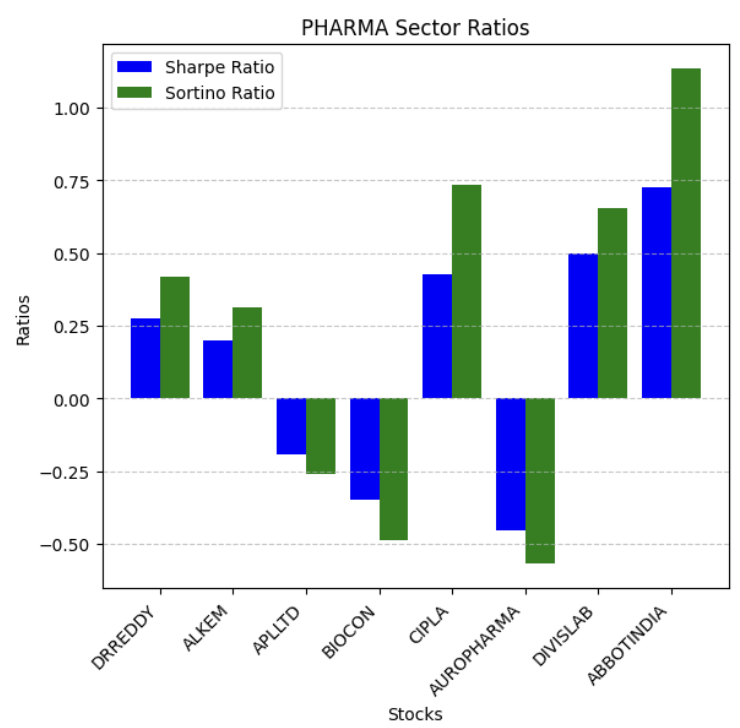 PHARMA Sector Ratios
Sharpe Ratio
Sortino Ratio
1.00
0.75
0.50
0.25
0.00
−0.25
−0.50
Ratios
DRREDDY
ALKEM
APLLTD
BIOCON
CIPLA
AUROPHARMA
DIVISLAB
ABBOTINDIA
Stocks